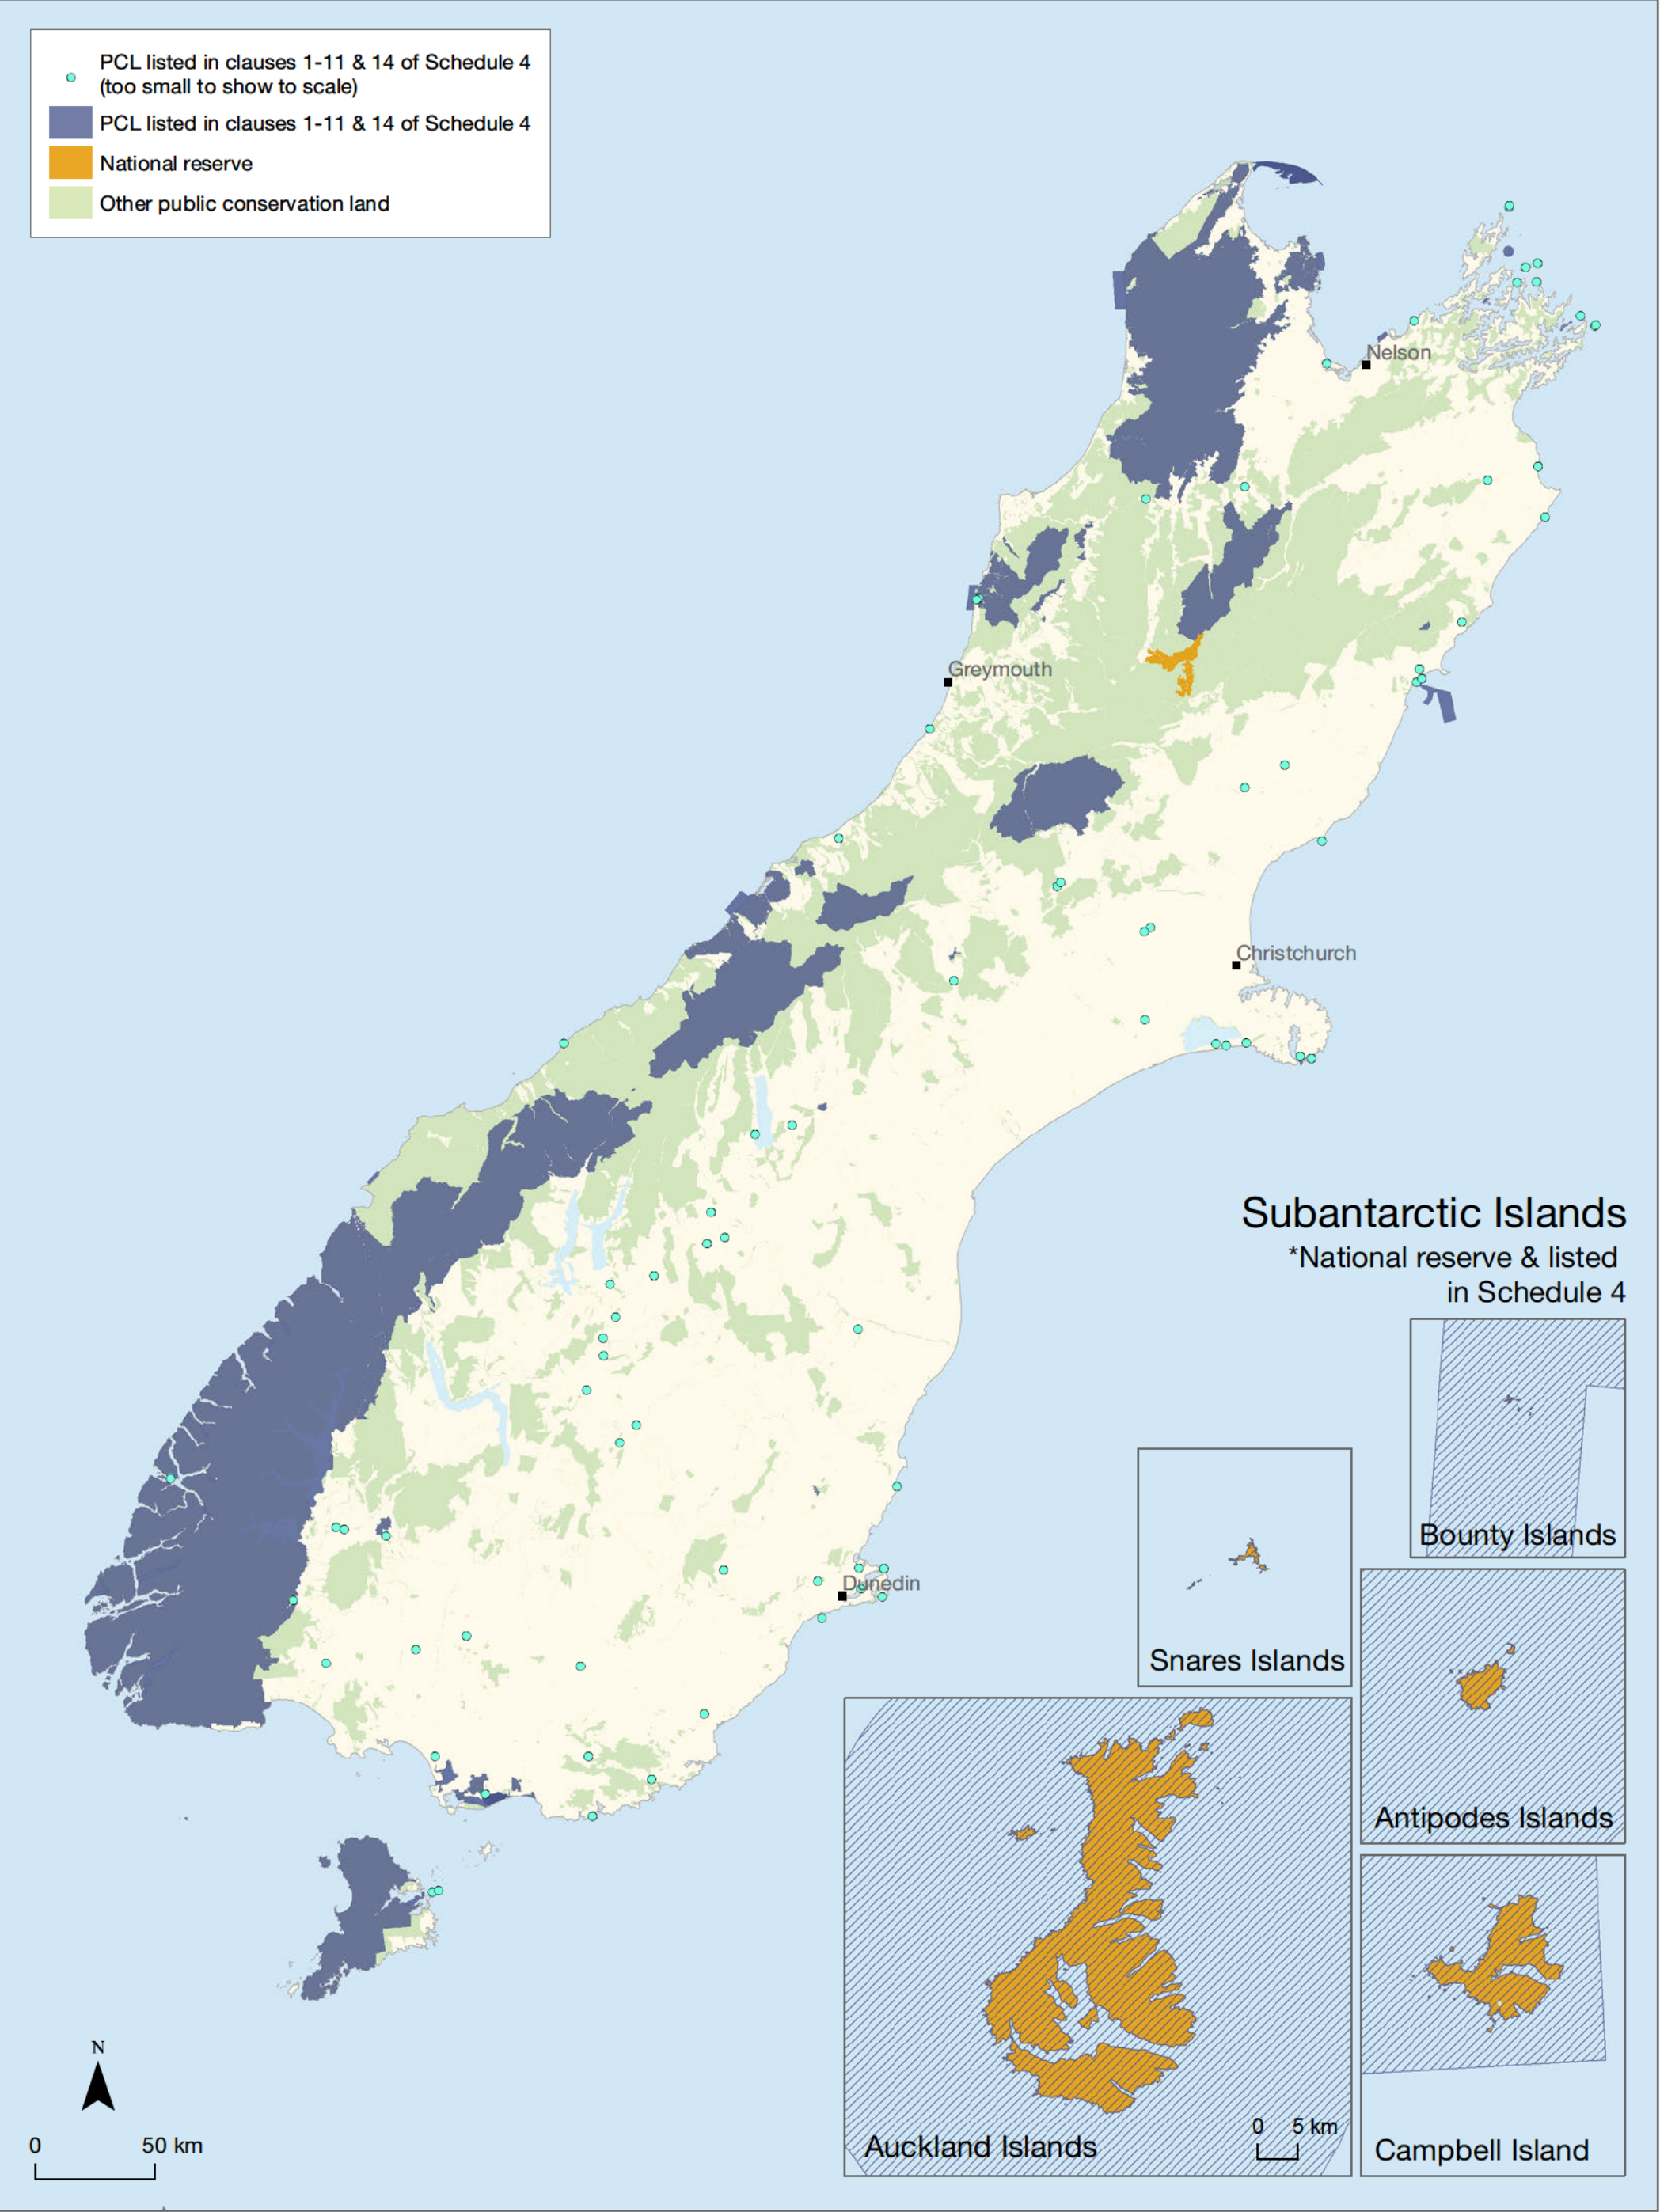 PCL listed in clauses 1-11 & 14 of Schedule 4
(too small to show to scale)
PCL listed in clauses 1-11 & 14 of Schedule 4
National reserve
Other public conservation land
Nelson
Greymouth
Christchurch
Subantarctic Islands
*National reserve & listed
in Schedule 4
Bounty Islands
Dunedin
Snares Islands
Antipodes Islands
N
0 50 km
0 5 km
Auckland Islands
Campbell Island